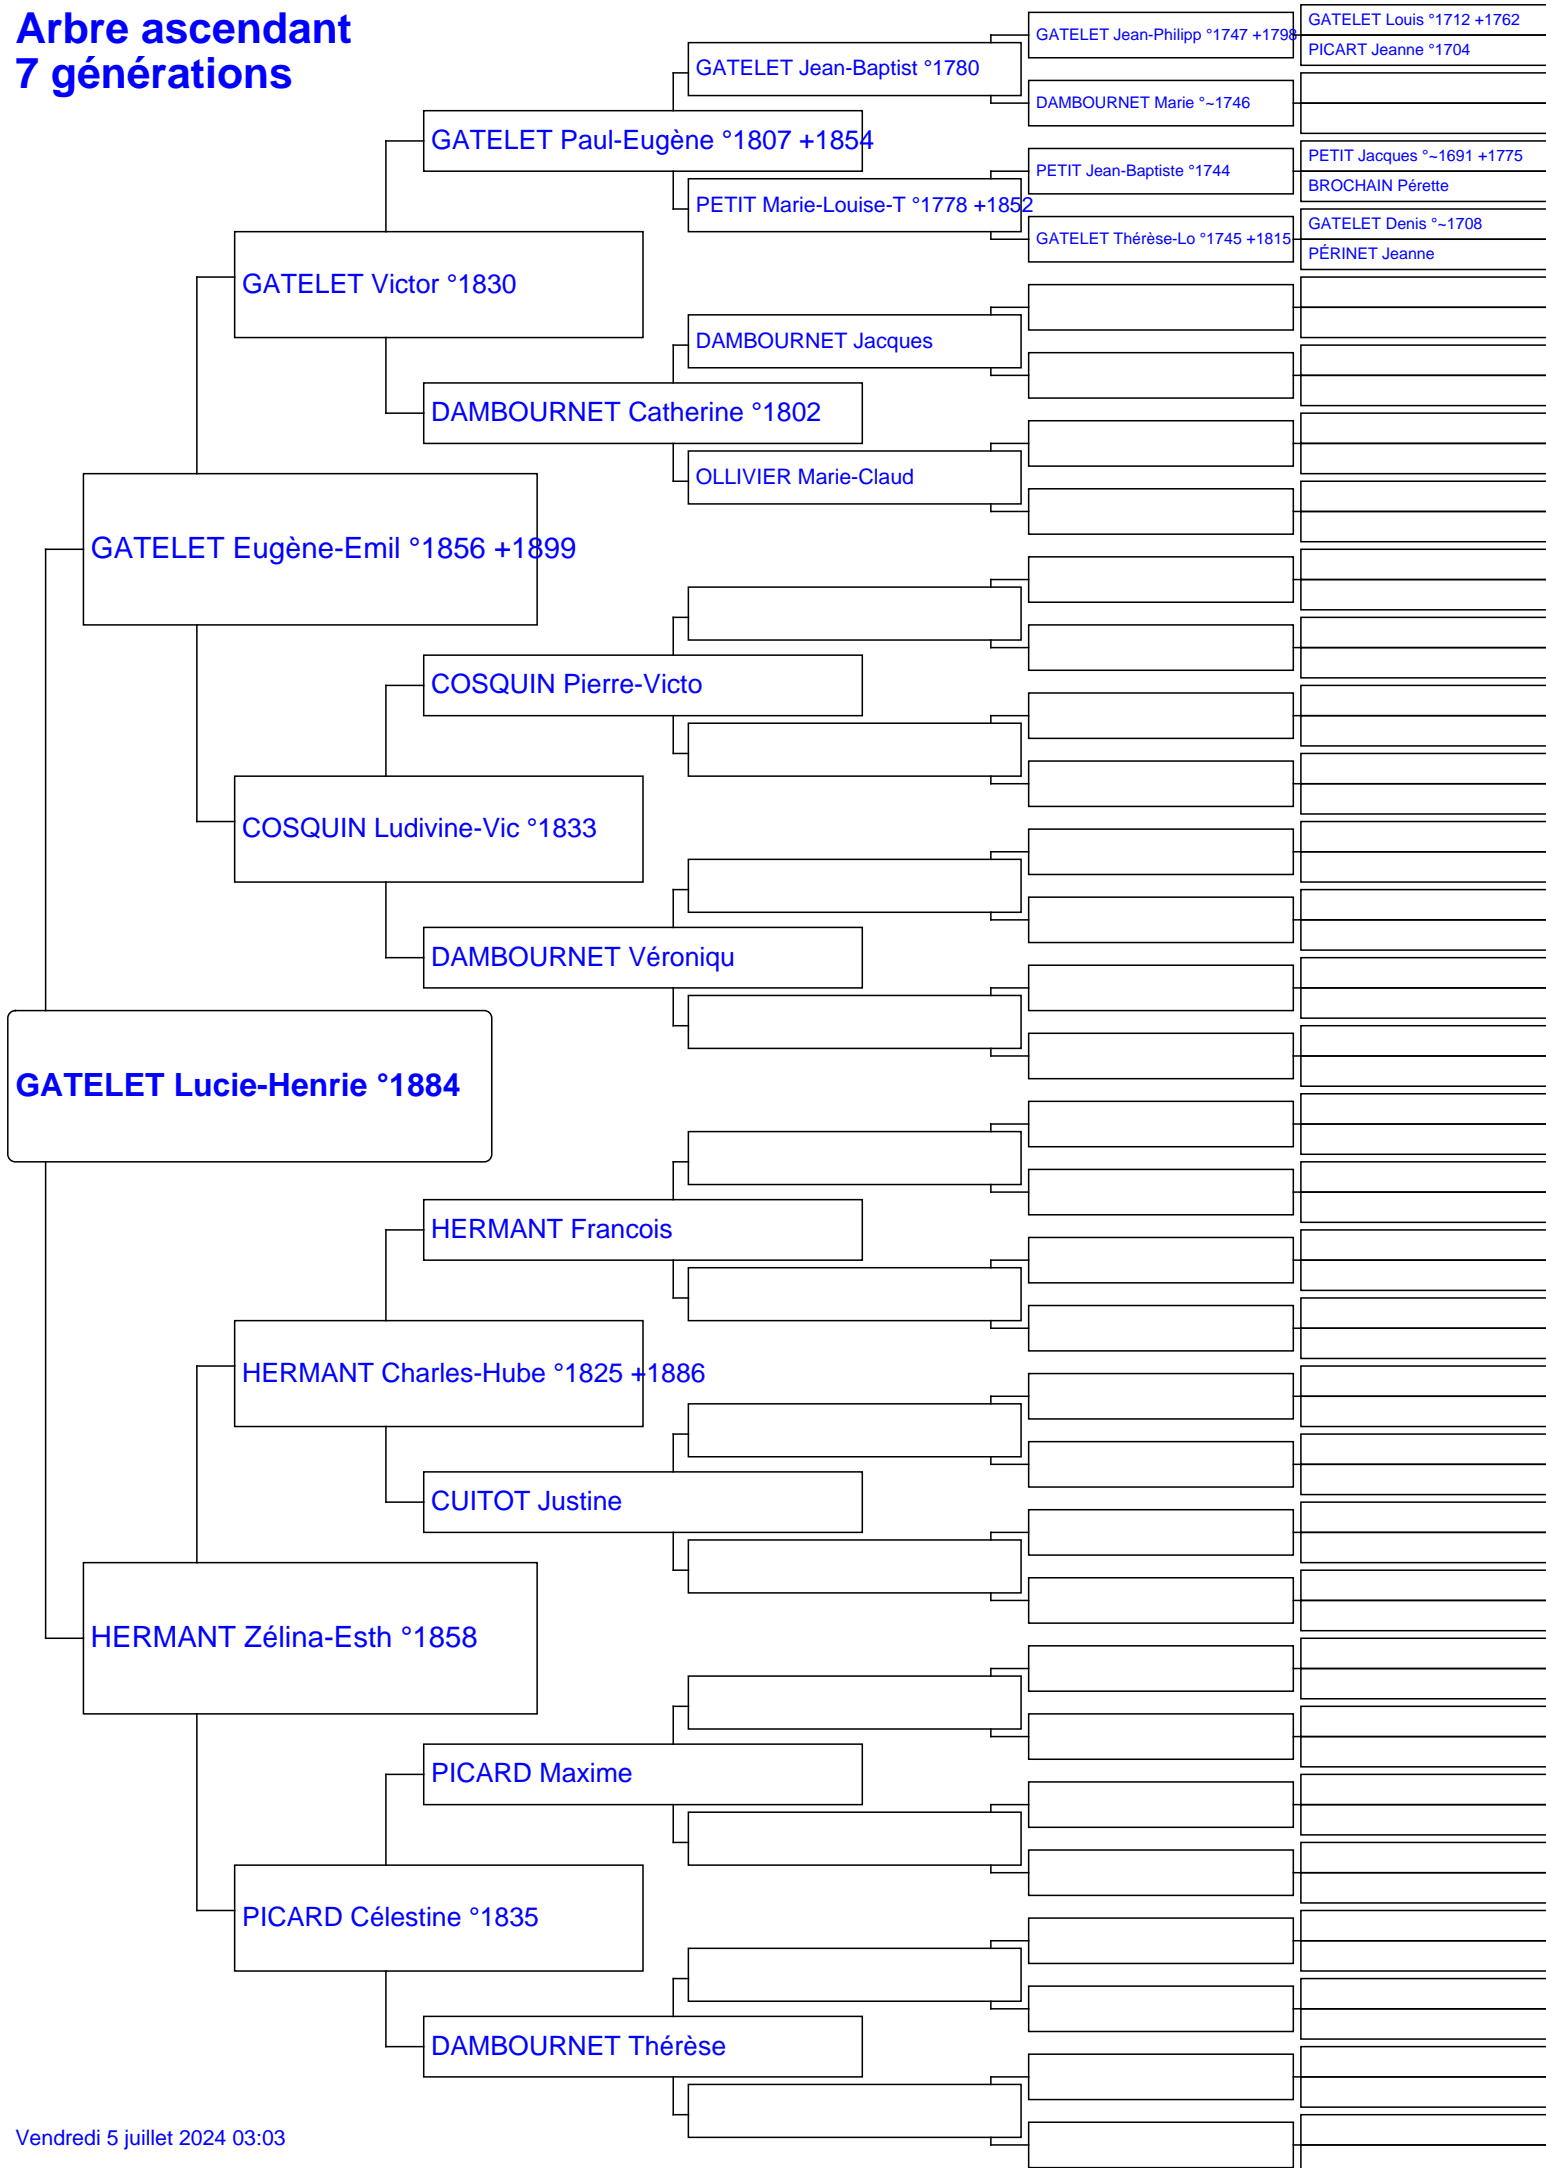 Arbre ascendant
7 générations
GATELET Louis °1712 +1762
GATELET Jean-Philipp °1747 +1798
PICART Jeanne °1704
GATELET Jean-Baptist °1780
DAMBOURNET Marie °~1746
GATELET Paul-Eugène °1807 +1854
PETIT Jacques °~1691 +1775
PETIT Jean-Baptiste °1744
BROCHAIN Pérette
PETIT Marie-Louise-T °1778 +1852
GATELET Denis °~1708
GATELET Thérèse-Lo °1745 +1815
PÉRINET Jeanne
GATELET Victor °1830
DAMBOURNET Jacques
DAMBOURNET Catherine °1802
OLLIVIER Marie-Claud
GATELET Eugène-Emil °1856 +1899
COSQUIN Pierre-Victo
COSQUIN Ludivine-Vic °1833
DAMBOURNET Véroniqu
GATELET Lucie-Henrie °1884
HERMANT Francois
HERMANT Charles-Hube °1825 +1886
CUITOT Justine
HERMANT Zélina-Esth °1858
PICARD Maxime
PICARD Célestine °1835
DAMBOURNET Thérèse
Vendredi 5 juillet 2024 03:03